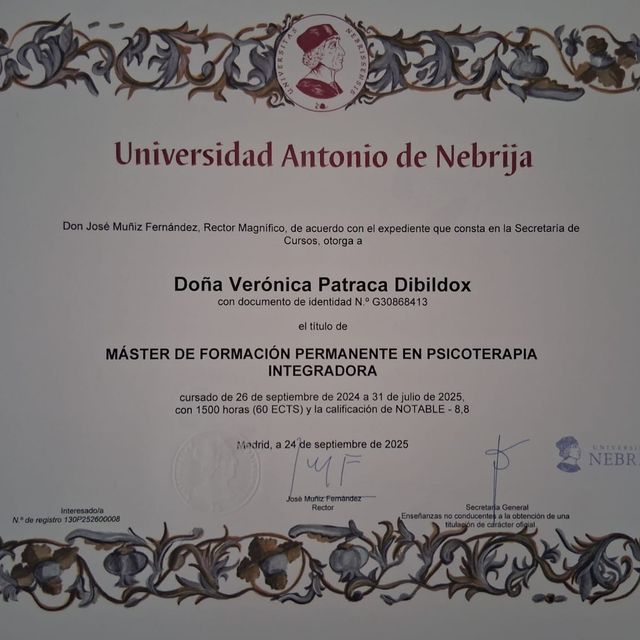 UNIVERSITAS NEBRISSENSIS
Universidad Antonio de Nebrija
Don José Muñiz Fernández, Rector Magnífico, de acuerdo con el expediente que consta en la Secretaría de
Cursos, otorga a
Doña Verónica Patraca Dibildox
con documento de identidad N.º G30868413
el título de
MÁSTER DE FORMACIÓN PERMANENTE EN PSICOTERAPIA
INTEGRADORA
cursado de 26 de septiembre de 2024 a 31 de julio de 2025,
con 1500 horas (60 ECTS) y la calificación de NOTABLE - 8,8
Madrid, a 24 de septiembre de 2025
UNIVERSI
NEBRI
José Muñiz Fernández
Rector
Interesado/a
N.º de registro 130P252600008
Secretaria General
Enseñanzas no conducentes a la obtención de una
titulación de carácter oficial